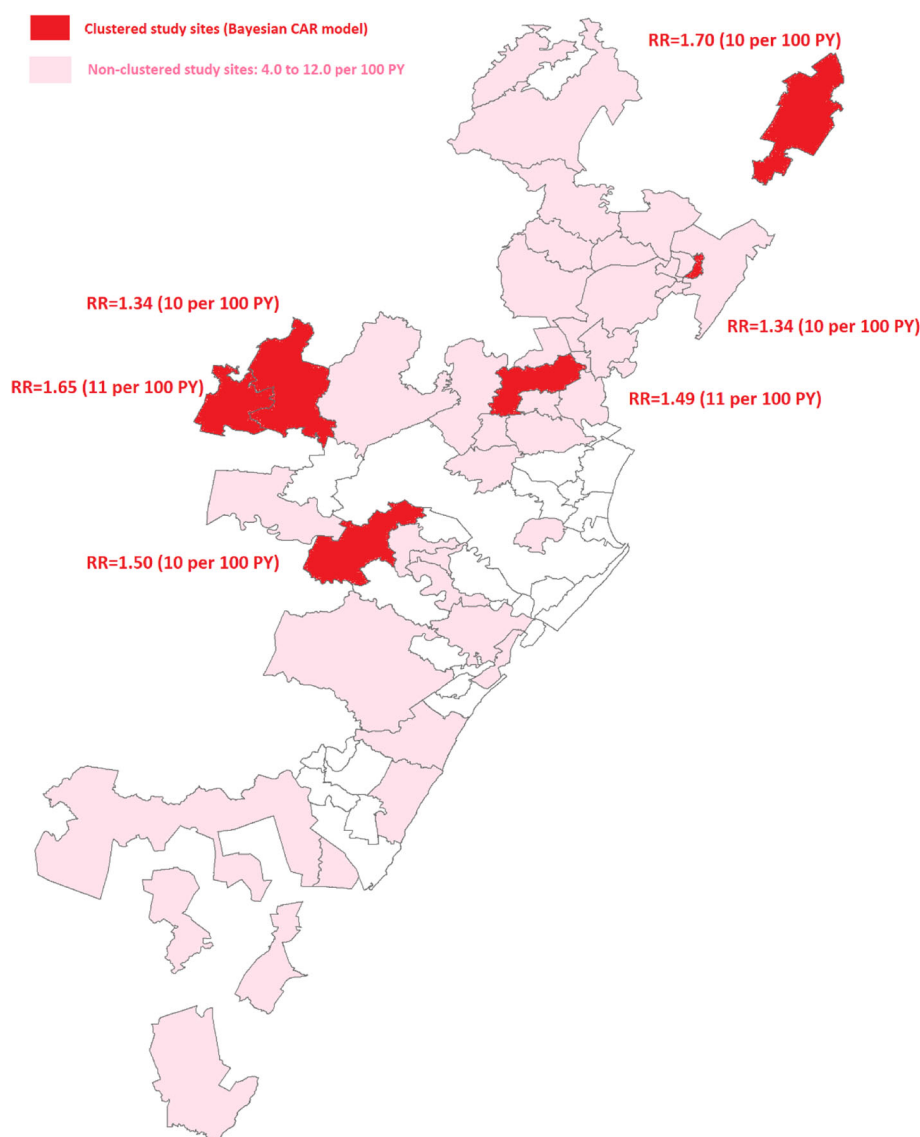 Clustered study sites (Bayesian CAR model)
RR=1.70 (10 per 100 PY)
Non-clustered study sites: 4.0 to 12.0 per 100 PY
RR=1.34 (10 per 100 PY)
RR=1.34 (10 per 100 PY)
RR=1.65 (11 per 100 PY)
RR=1.49 (11 per 100 PY)
RR=1.50 (10 per 100 PY)